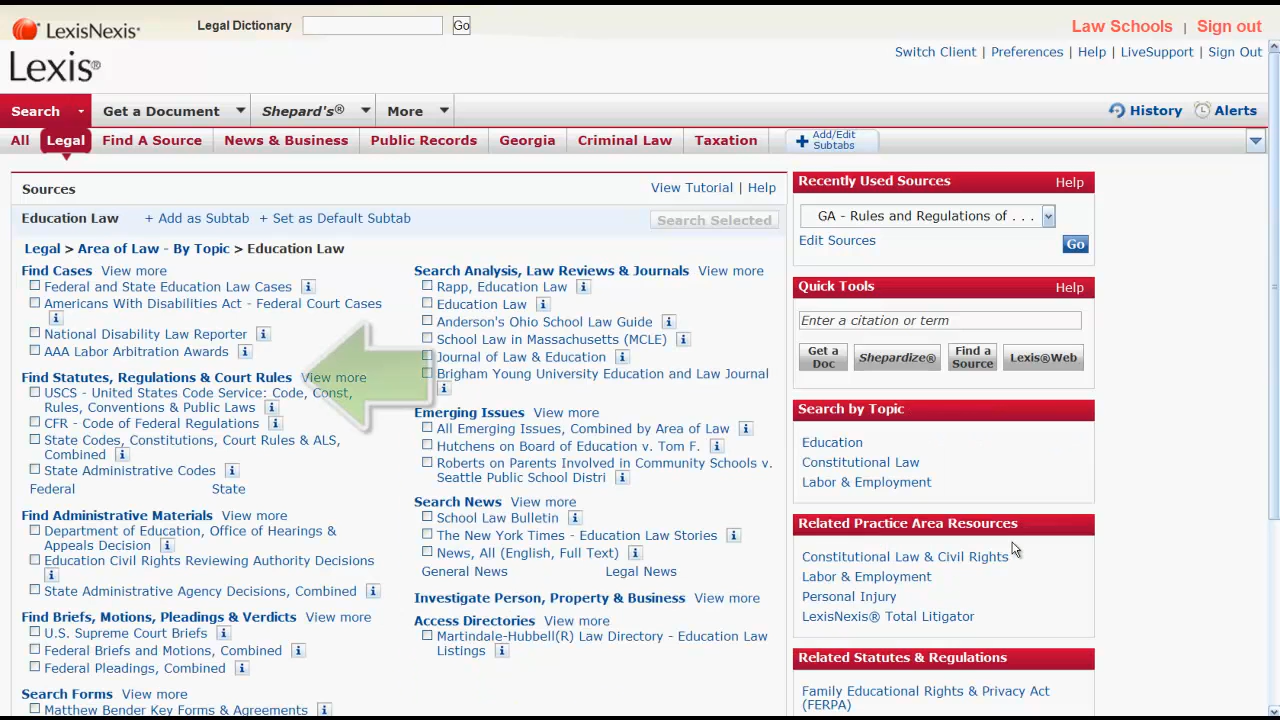 LexisNexis®
Legal Dictionary
Go
Law Schools | Sign out
Lexis®
Switch Client | Preferences | Help | LiveSupport | Sign Out
Search
Get a Document
Shepard's®
More
History
Alerts
All
Legal
Find A Source
News & Business
Public Records
Georgia
Criminal Law
Taxation
Add/Edit
Subtabs
Sources
View Tutorial | Help
Education Law
+ Add as Subtab + Set as Default Subtab
Search Selected
Legal > Area of Law - By Topic > Education Law
Find Cases View more
Federal and State Education Law Cases
Americans With Disabilities Act - Federal Court Cases
National Disability Law Reporter
AAA Labor Arbitration Awards
Find Statutes, Regulations & Court Rules View more
USCS - United States Code Service: Code, Const,
Rules, Conventions & Public Laws
CFR - Code of Federal Regulations
State Codes, Constitutions, Court Rules & ALS,
Combined
State Administrative Codes
Federal State
Find Administrative Materials View more
Department of Education, Office of Hearings &
Appeals Decision
Education Civil Rights Reviewing Authority Decisions
State Administrative Agency Decisions, Combined
Find Briefs, Motions, Pleadings & Verdicts View more
U.S. Supreme Court Briefs
Federal Briefs and Motions, Combined
Federal Pleadings, Combined
Search Forms View more
Matthew Bender Key Forms & Agreements
Search Analysis, Law Reviews & Journals View more
Rapp, Education Law
Education Law
Anderson's Ohio School Law Guide
School Law in Massachusetts (MCLE)
Journal of Law & Education
Brigham Young University Education and Law Journal
Emerging Issues View more
All Emerging Issues, Combined by Area of Law
Hutchens on Board of Education v. Tom F.
Roberts on Parents Involved in Community Schools v.
Seattle Public School Distri
Search News View more
School Law Bulletin
The New York Times - Education Law Stories
News, All (English, Full Text)
General News Legal News
Investigate Person, Property & Business View more
Access Directories View more
Martindale-Hubbell(R) Law Directory - Education Law
Listings
Recently Used Sources Help
GA - Rules and Regulations of . . .
Edit Sources
Go
Quick Tools Help
Enter a citation or term
Get a
Doc
Shepardize®
Find a
Source
Lexis®Web
Search by Topic
Education
Constitutional Law
Labor & Employment
Related Practice Area Resources
Constitutional Law & Civil Rights
Labor & Employment
Personal Injury
LexisNexis® Total Litigator
Related Statutes & Regulations
Family Educational Rights & Privacy Act
(FERPA)